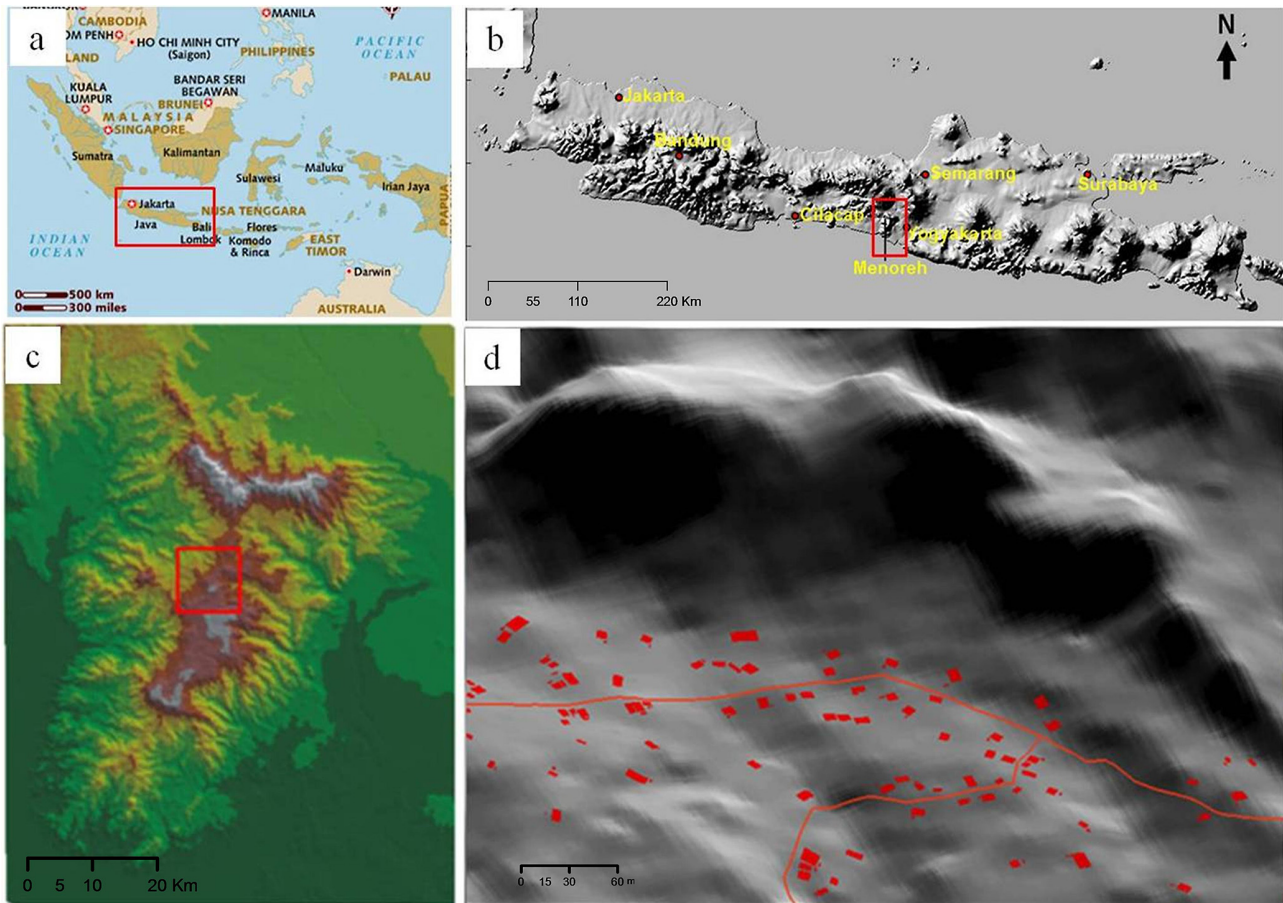 a
BANGKOK
CAMBODIA
OM PENH
HO CHI MINH CITY
(Saigon)
LAND
MANILA
PHILIPPINES
PACIFIC
OCEAN
PALAU
BANDAR SERI
BEGAWAN
KUALA
LUMPUR
BRUNEI
MALAYSIA
SINGAPORE
Sumatra
Kalimantan
Sulawesi
Maluku
Irian Jaya
PAPUA
Jakarta
Java
NUSA TENGGARA
Bali
Flores
Lombok
Komodo
& Rinca
EAST
TIMOR
INDIAN
OCEAN
Darwin
AUSTRALIA
0 500 km
0 300 miles
b
N
Jakarta
Bandung
Semarang
Surabaya
Cilacap
Yogyakarta
Menoreh
0 55 110 220 Km
c
0 5 10 20 Km
d
0 15 30 60 m